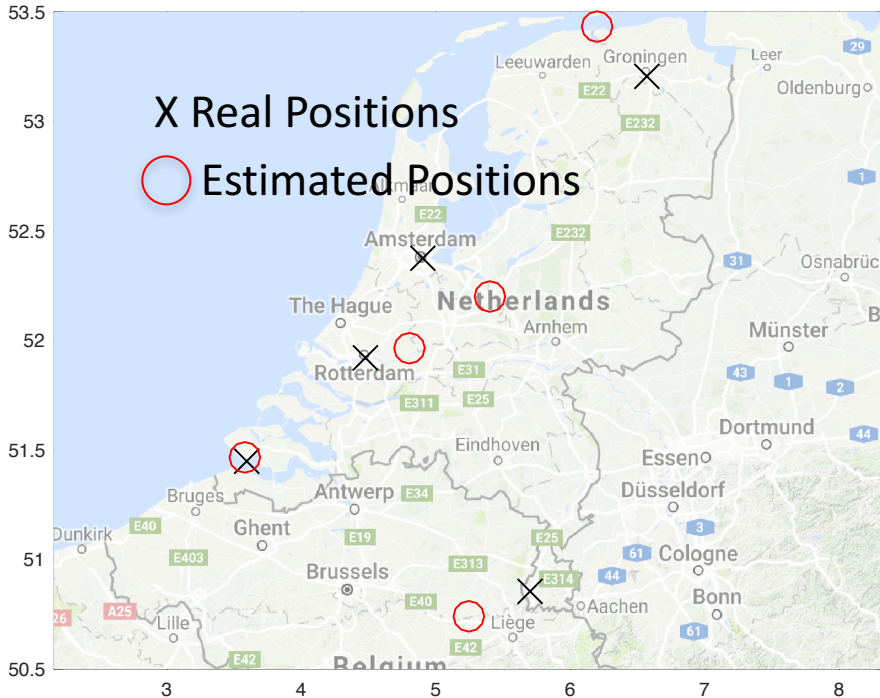 53.5
29
Leeuwarden
Groningen
Leer
E22
Oldenburg
53
X Real Positions
E232
Estimated Positions
1
Alkmaar
52.5
E22
Amsterdam
E232
31
Osnabrüc
The Hague
Netherlands
B
Arnhem
Münster
52
Rotterdam
E31
43
1
2
E311
E25
Dortmund
51.5
Eindhoven
44
Essen
Bruges
Antwerp
E34
Düsseldorf
E40
Ghent
3
Dunkirk
E19
E25
51
E403
E313
61
Cologne
Brussels
E314
44
E40
Aachen
Bonn
26
A25
Lille
Liège
61
E42
E42
Belgium
50.5
3
4
5
6
7
8